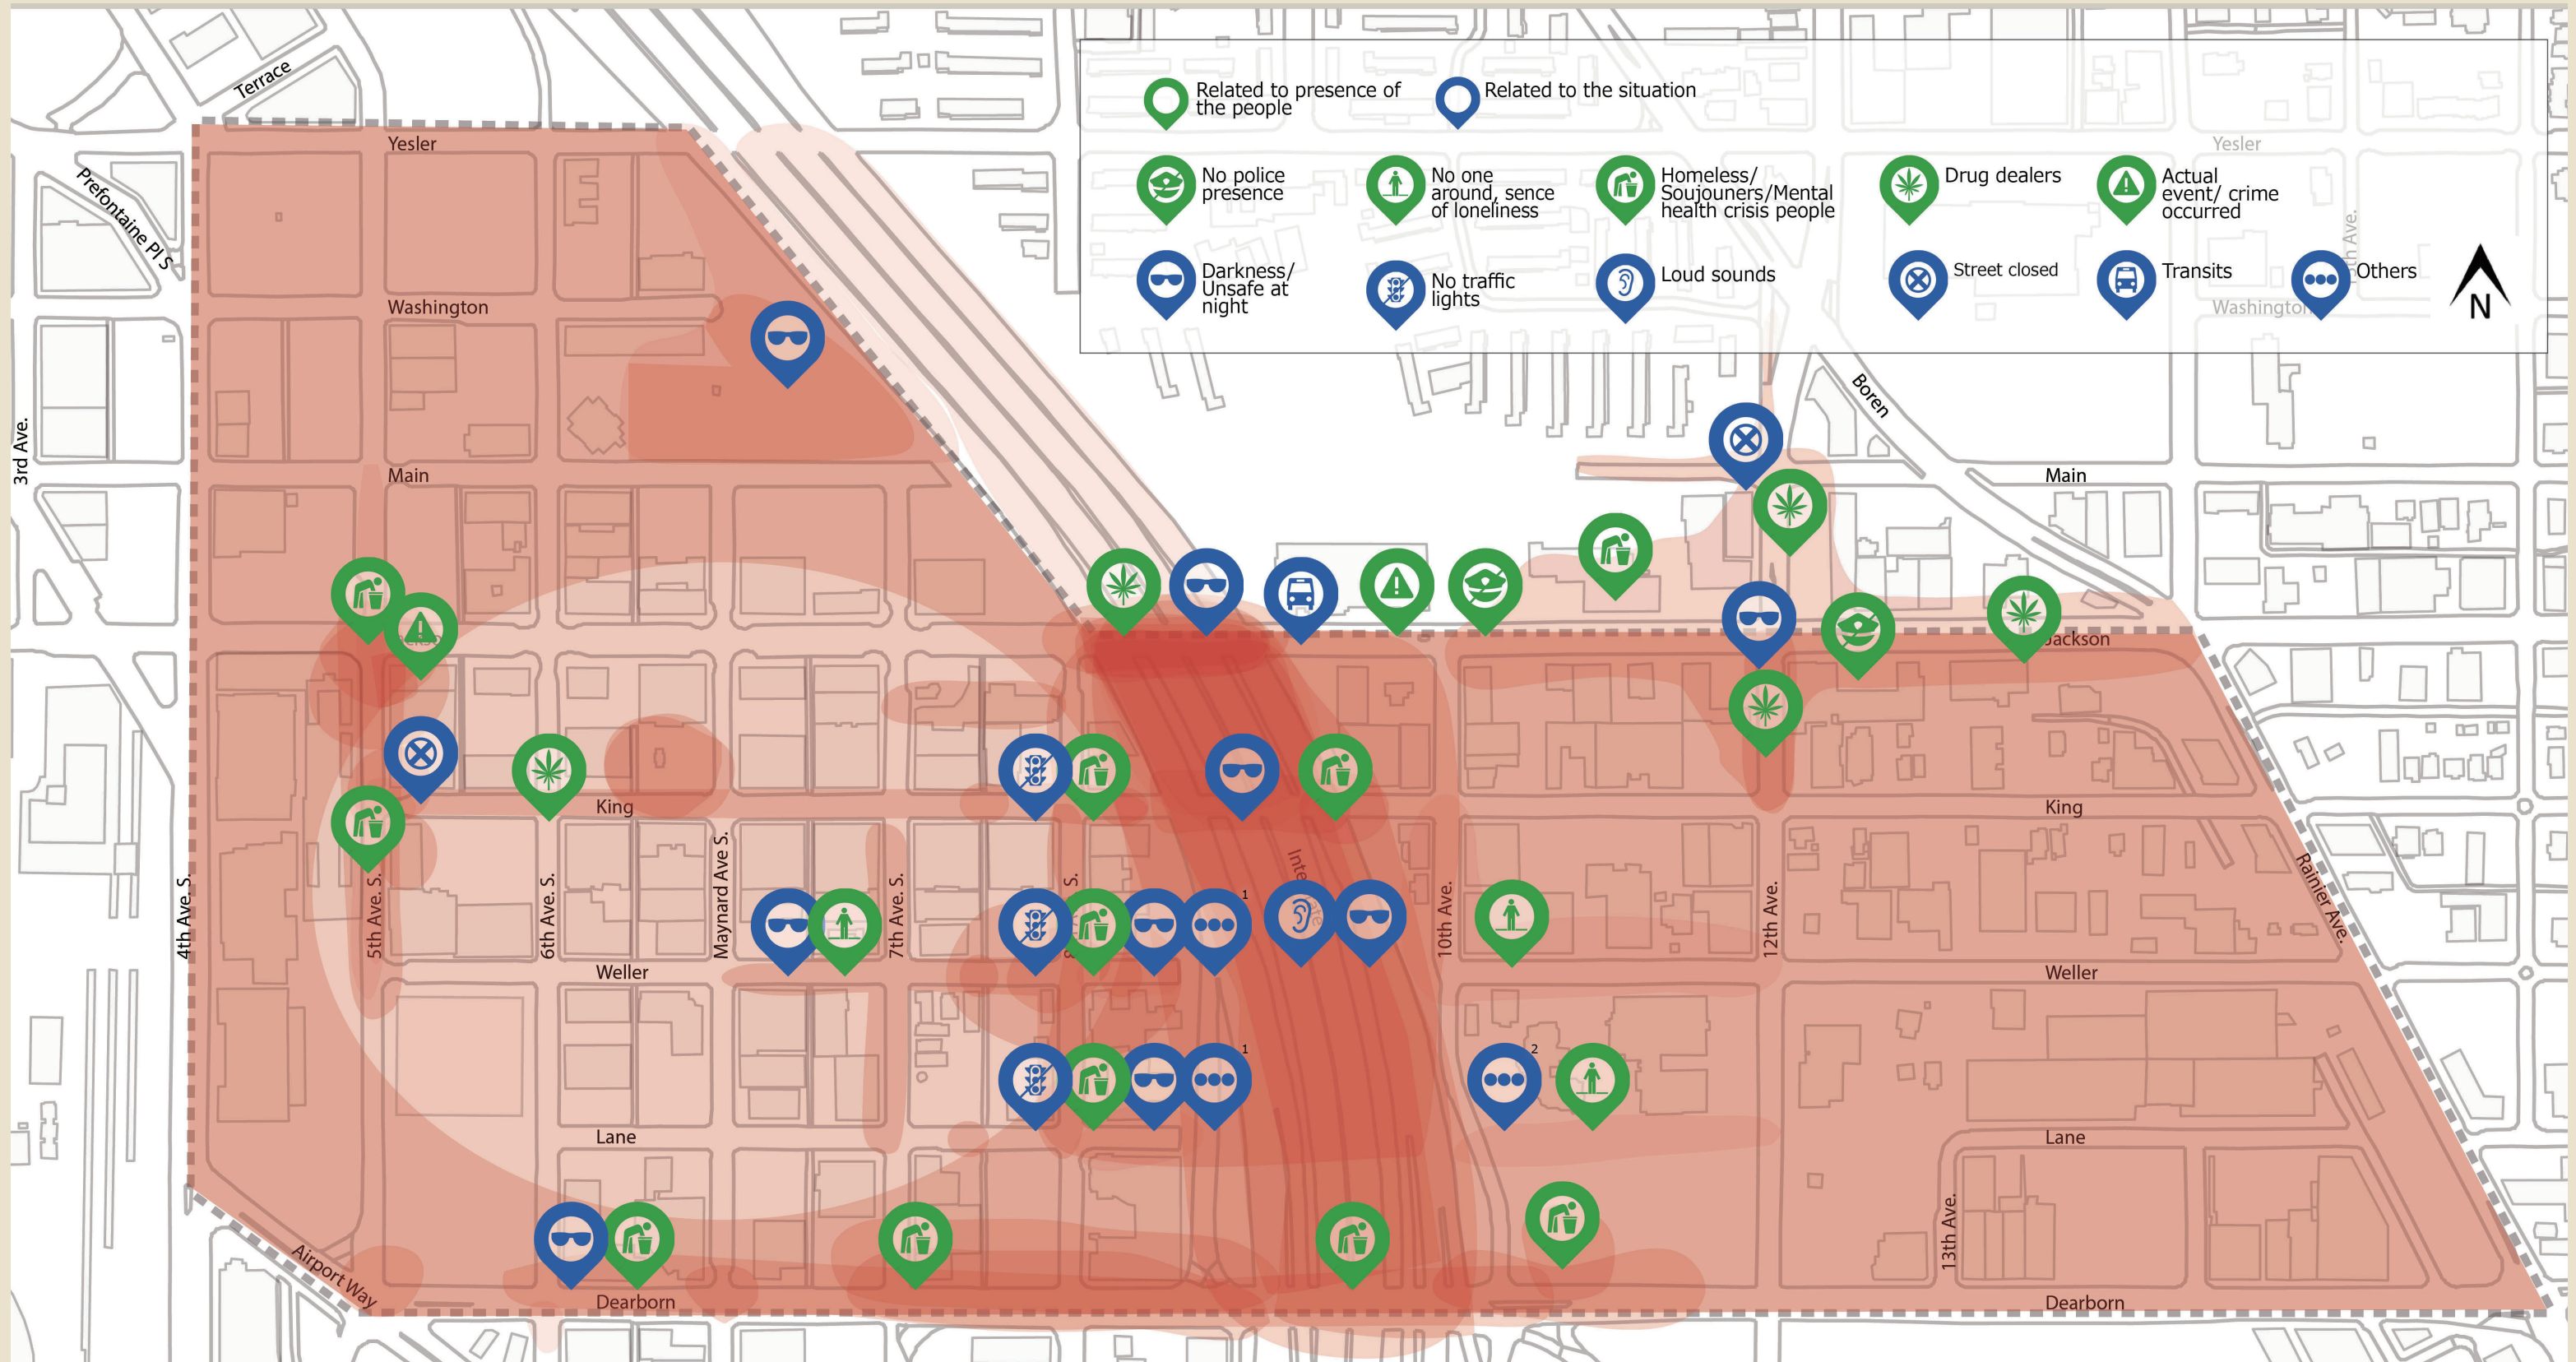 Terrace
Related to presence of
the people
Related to the situation
Yesler
Yesler
Prefontaine Pl S
No police
presence
No one
around, sence
of loneliness
Homeless/
Soujouners/Mental
health crisis people
Drug dealers
Actual
event/ crime
occurred
Darkness/
Unsafe at
night
No traffic
lights
Loud sounds
Street closed
Transits
Others
N
Washington
Washington
Boren
3rd Ave.
Main
Main
Jackson
King
King
4th Ave. S.
5th Ave. S.
6th Ave. S.
Maynard Ave S.
7th Ave. S.
S.
1
10th Ave.
12th Ave.
Rainier Ave.
Weller
Weller
1
2
Lane
Lane
13th Ave.
Airport Way
Dearborn
Dearborn